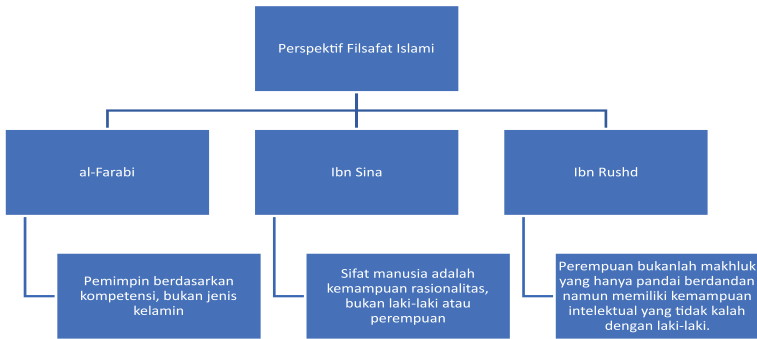 Perspektif Filsafat Islami
al-Farabi
Ibn Sina
Ibn Rushd
Pemimpin berdasarkan
kompetensi, bukan jenis
kelamin
Sifat manusia adalah
kemampuan rasionalitas,
bukan laki-laki atau
perempuan
Perempuan bukanlah makhluk
yang hanya pandai berdandan
namun memiliki kemampuan
intelektual yang tidak kalah
dengan laki-laki.